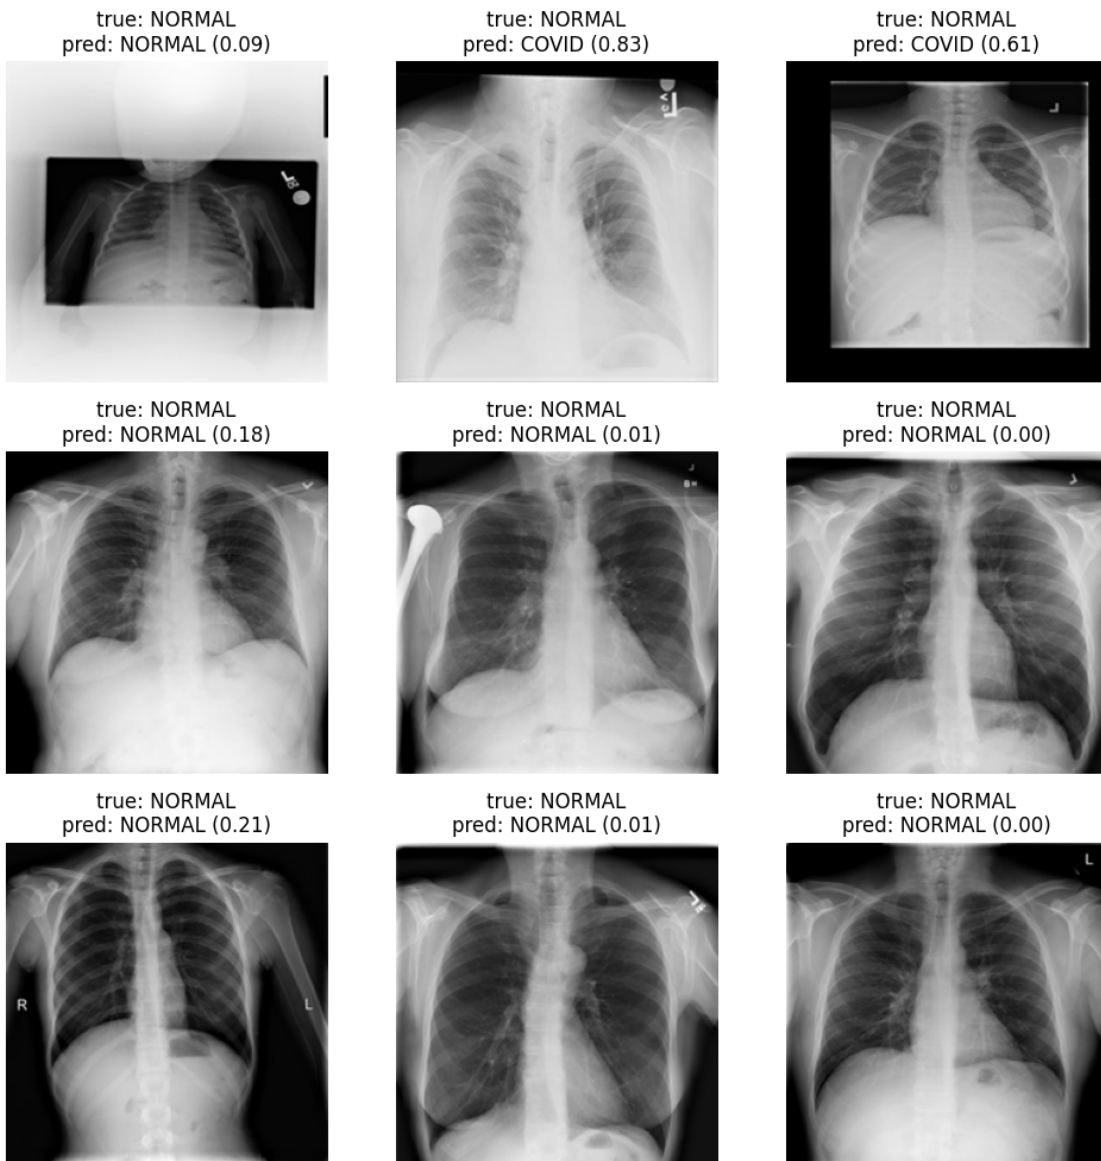 true: NORMAL
pred: NORMAL (0.09)
true: NORMAL
pred: COVID (0.83)
true: NORMAL
pred: COVID (0.61)
L
true: NORMAL
pred: NORMAL (0.18)
true: NORMAL
pred: NORMAL (0.01)
true: NORMAL
pred: NORMAL (0.00)
true: NORMAL
pred: NORMAL (0.21)
R
L
true: NORMAL
pred: NORMAL (0.01)
true: NORMAL
pred: NORMAL (0.00)
L